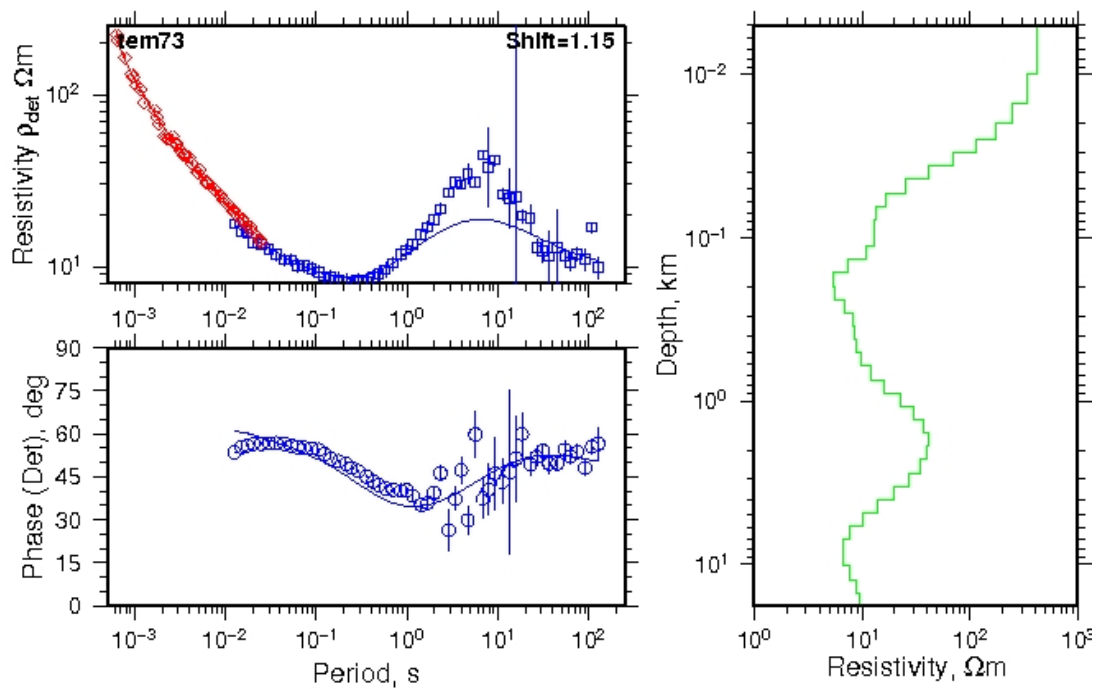 tem73 Shift=1.15
Resistivity ρdet Ωm
10²
10¹
10⁻³ 10⁻² 10⁻¹ 10⁰ 10¹ 10²
Phase (Det), deg
90
75
60
45
30
15
0
10⁻³ 10⁻² 10⁻¹ 10⁰ 10¹ 10²
Period, s
Depth, km
10⁻²
10⁻¹
10⁰
10¹
10⁰ 10¹ 10² 10³
Resistivity, Ωm